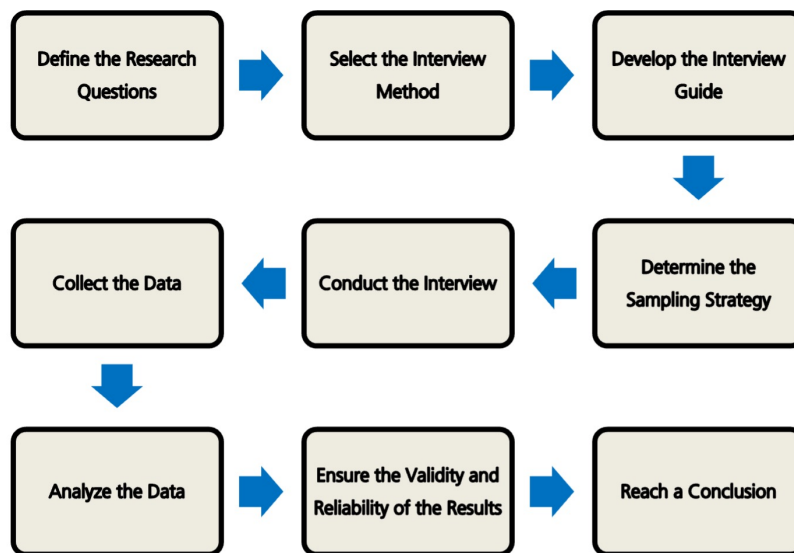 Define the Research
Questions
Select the Interview
Method
Develop the Interview
Guide
Determine the
Sampling Strategy
Conduct the Interview
Collect the Data
Analyze the Data
Ensure the Validity and
Reliability of the Results
Reach a Conclusion